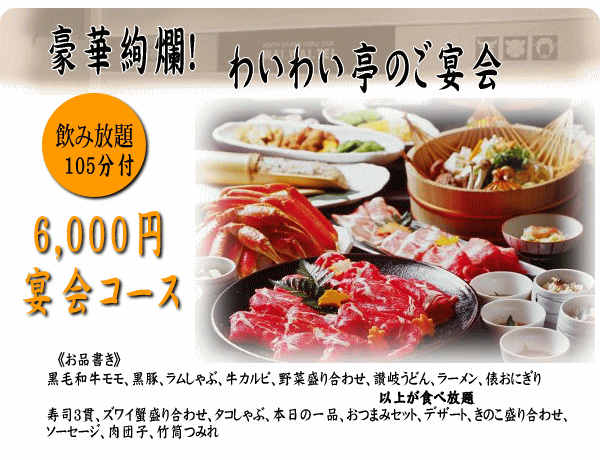 豪華絢爛!
わいわい亭のご宴会
飲み放題
105分付
6,000円
宴会コース
《お品書き》
黒毛和牛モモ、黒豚、ラムしゃぶ、牛カルビ、野菜盛り合わせ、讃岐うどん、ラーメン、俵おにぎり
以上が食べ放題
寿司3貫、ズワイ蟹盛り合わせ、タコしゃぶ、本日の一品、おつまみセット、デザート、きのこ盛り合わせ、
ソーセージ、肉団子、竹筒つみれ